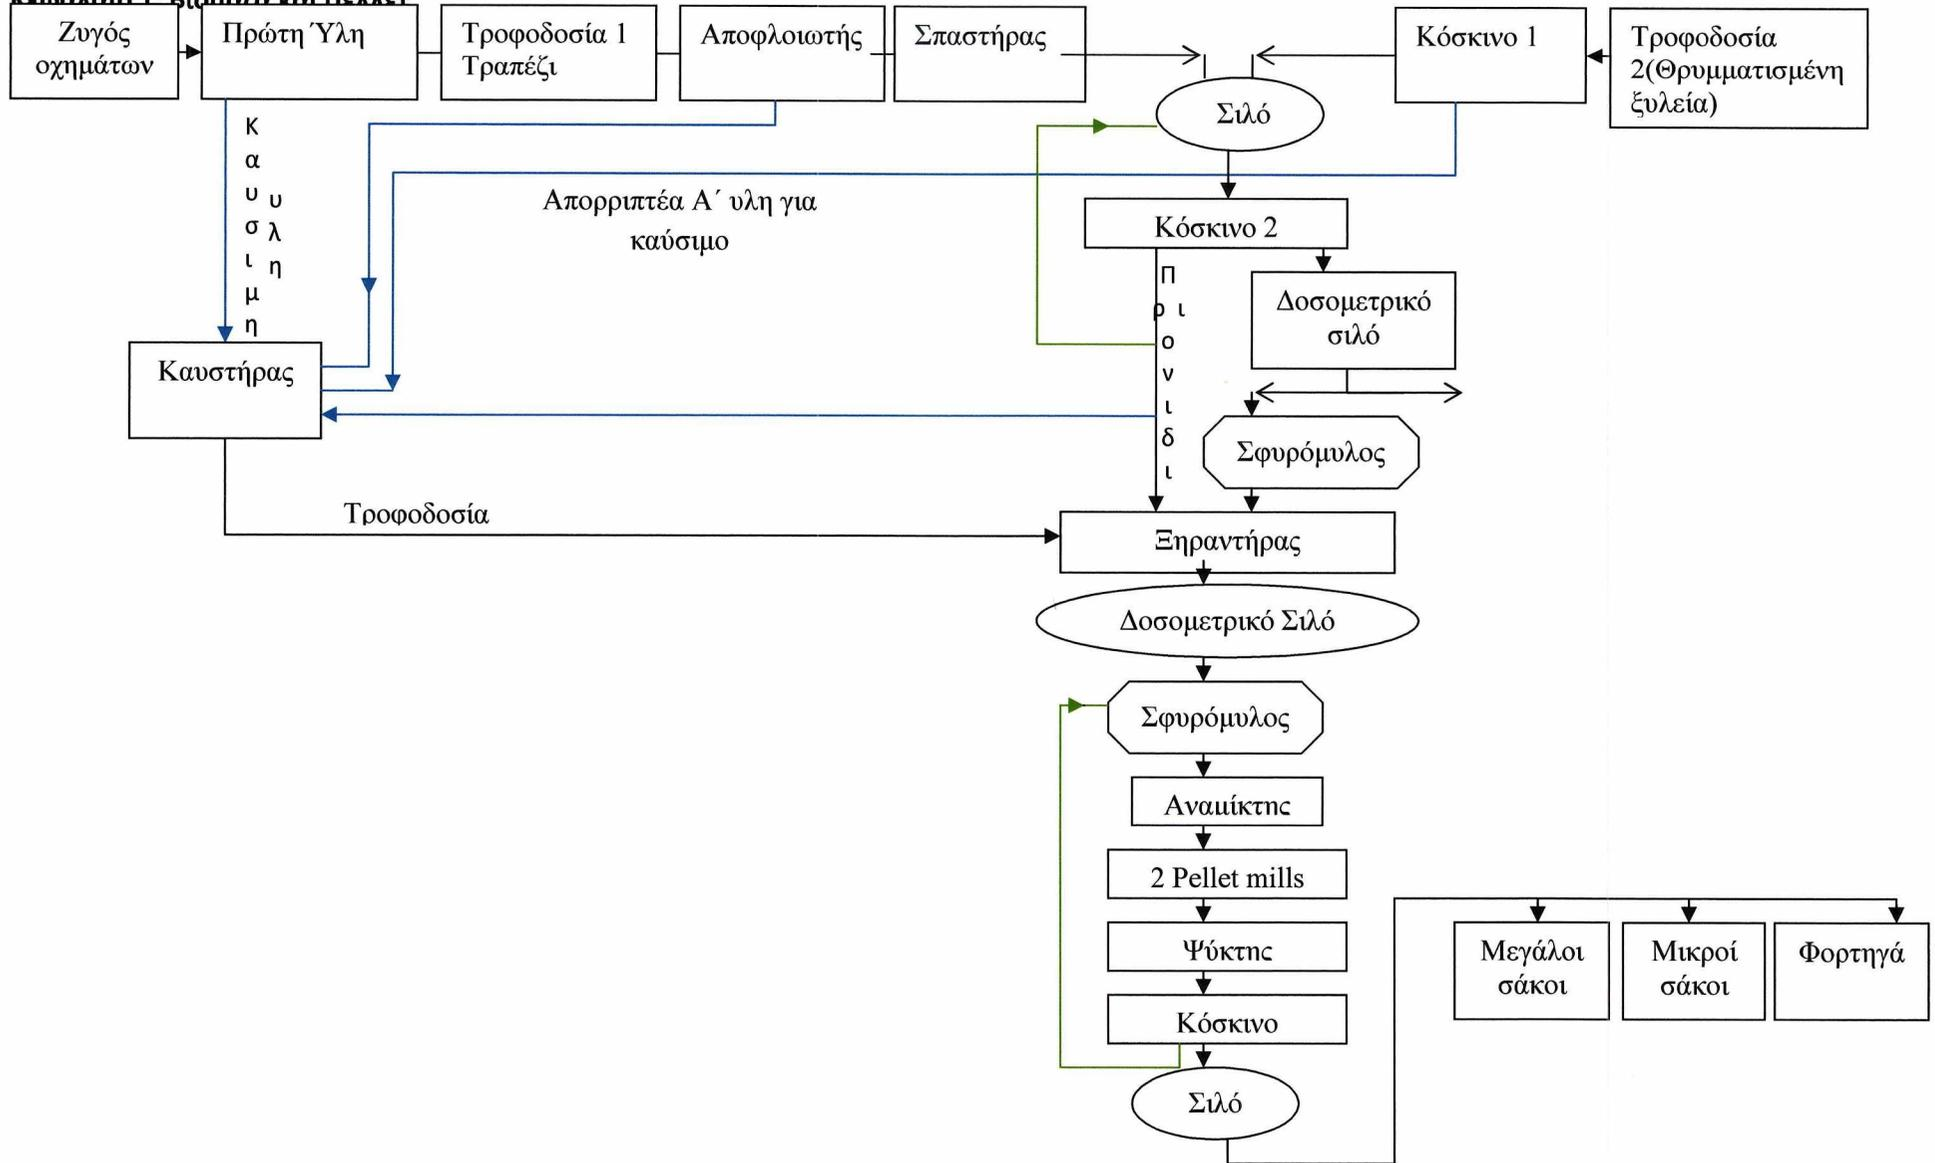 Ζυγός
οχημάτων
Πρώτη Ύλη
Τροφοδοσία 1
Τραπέζι
Αποφλοιωτής
Σπαστήρας
Κόσκινο 1
Τροφοδοσία
2(Θρυμματισμένη
ξυλεία)
Σιλό
Καυσιμη
υλη
Απορριπτέα Α΄ υλη για
καύσιμο
Κόσκινο 2
Πριονιδι
Δοσομετρικό
σιλό
Καυστήρας
Σφυρόμυλος
Τροφοδοσία
Ξηραντήρας
Δοσομετρικό Σιλό
Σφυρόμυλος
Αναμίκτης
2 Pellet mills
Ψύκτης
Κόσκινο
Σιλό
Μεγάλοι
σάκοι
Μικροί
σάκοι
Φορτηγά